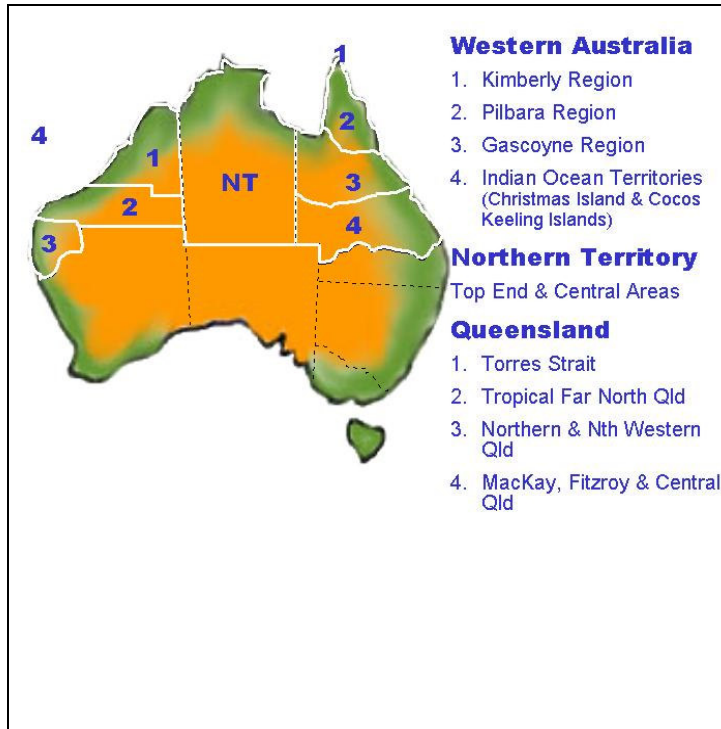 1
Western Australia
1. Kimberly Region
2. Pilbara Region
3. Gascoyne Region
4. Indian Ocean Territories
(Christmas Island & Cocos
Keeling Islands)
Northern Territory
Top End & Central Areas
Queensland
1. Torres Strait
2. Tropical Far North Qld
3. Northern & Nth Western
Qld
4. MacKay, Fitzroy & Central
Qld
4
2
1
NT
3
2
4
3